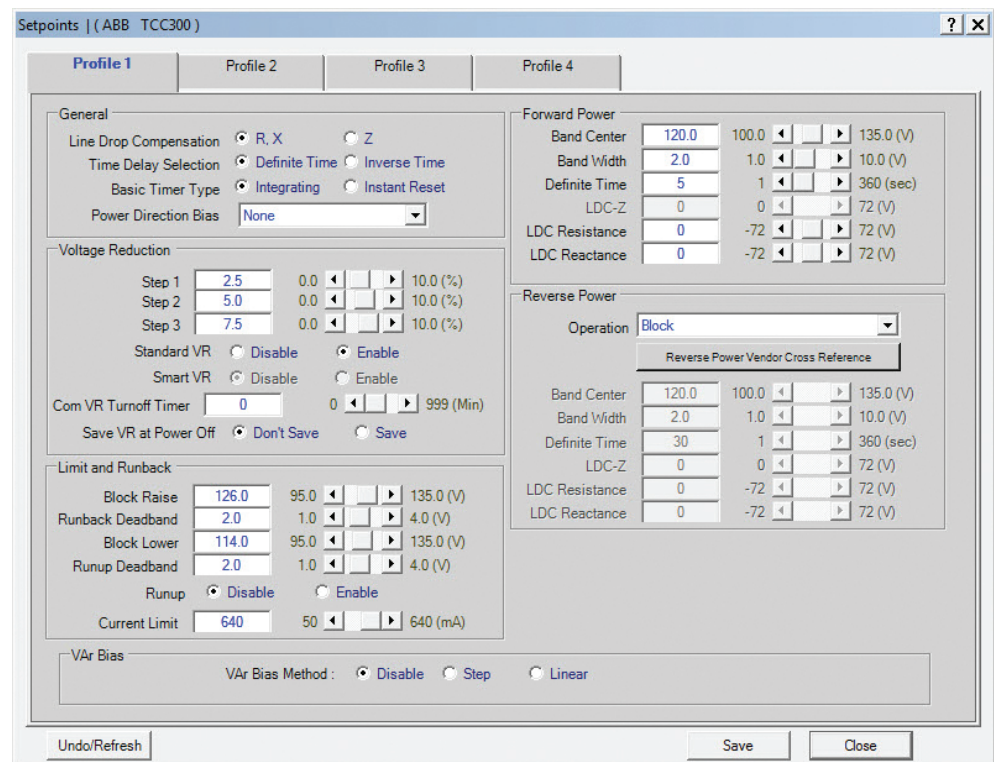 Setpoints | ( ABB TCC300 )
? X
Profile 1 Profile 2 Profile 3 Profile 4
General
Line Drop Compensation R, X Z
Time Delay Selection Definite Time Inverse Time
Basic Timer Type Integrating Instant Reset
Power Direction Bias None
Voltage Reduction
Step 1 2.5 0.0 10.0 (%)
Step 2 5.0 0.0 10.0 (%)
Step 3 7.5 0.0 10.0 (%)
Standard VR Disable Enable
Smart VR Disable Enable
Com VR Turnoff Timer 0 0 999 (Min)
Save VR at Power Off Don't Save Save
Limit and Runback
Block Raise 126.0 95.0 135.0 (V)
Runback Deadband 2.0 1.0 4.0 (V)
Block Lower 114.0 95.0 135.0 (V)
Runup Deadband 2.0 1.0 4.0 (V)
Runup Disable Enable
Current Limit 640 50 640 (mA)
Forward Power
Band Center 120.0 100.0 135.0 (V)
Band Width 2.0 1.0 10.0 (V)
Definite Time 5 1 360 (sec)
LDC-Z 0 0 72 (V)
LDC Resistance 0 -72 72 (V)
LDC Reactance 0 -72 72 (V)
Reverse Power
Operation Block
Reverse Power Vendor Cross Reference
Band Center 120.0 100.0 135.0 (V)
Band Width 2.0 1.0 10.0 (V)
Definite Time 30 1 360 (sec)
LDC-Z 0 0 72 (V)
LDC Resistance 0 -72 72 (V)
LDC Reactance 0 -72 72 (V)
VAr Bias
VAr Bias Method : Disable Step Linear
Undo/Refresh Save Close